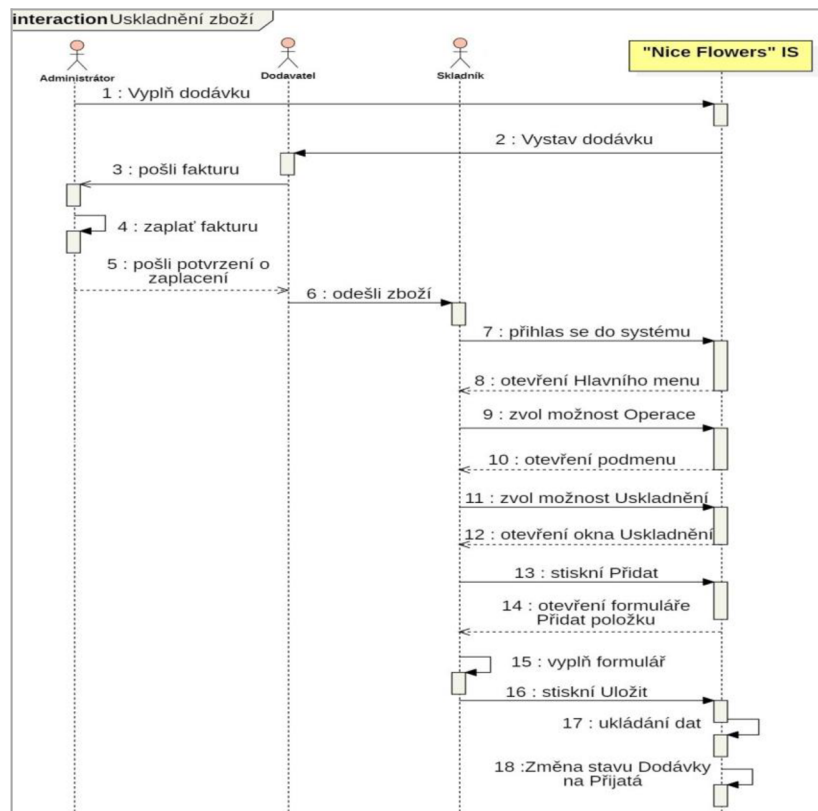 interaction Uskladnění zboží
Administrátor
Dodavatel
Skladník
"Nice Flowers" IS
1 : Vyplň dodávku
2 : Vystav dodávku
3 : pošli fakturu
4 : zaplať fakturu
5 : pošli potvrzení o
zaplacení
6 : odešli zboží
7 : přihlas se do systému
8 : otevření Hlavního menu
9 : zvol možnost Operace
10 : otevření podmenu
11 : zvol možnost Uskladnění
12 : otevření okna Uskladnění
13 : stiskní Přidat
14 : otevření formuláře
Přidat položku
15 : vyplň formulář
16 : stiskní Uložit
17 : ukládání dat
18 :Změna stavu Dodávky
na Přijatá